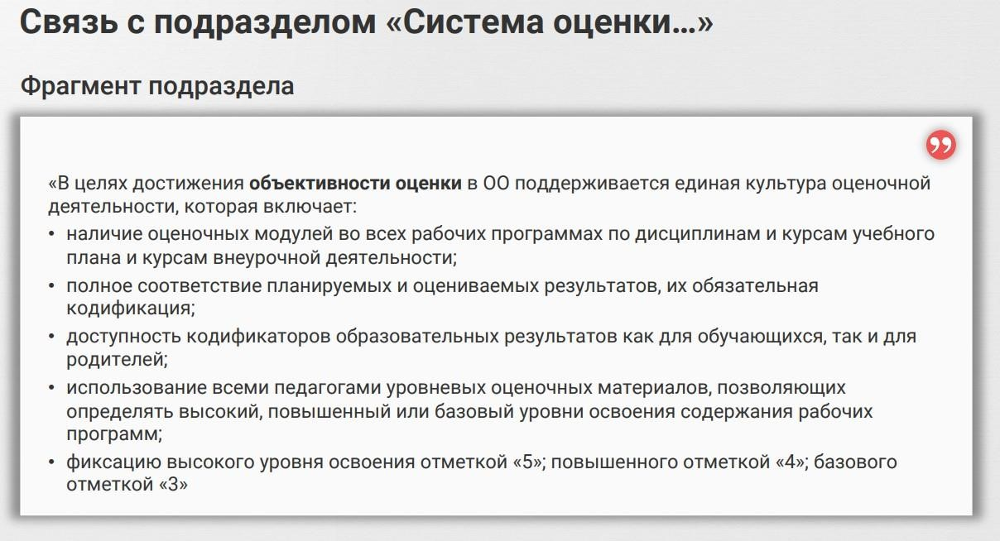 Связь с подразделом «Система оценки...»
Фрагмент подраздела
«В целях достижения объективности оценки в ОО поддерживается единая культура оценочной
деятельности, которая включает:
• наличие оценочных модулей во всех рабочих программах по дисциплинам и курсам учебного
плана и курсам внеурочной деятельности;
• полное соответствие планируемых и оцениваемых результатов, их обязательная
кодификация;
• доступность кодификаторов образовательных результатов как для обучающихся, так и для
родителей;
• использование всеми педагогами уровневых оценочных материалов, позволяющих
определять высокий, повышенный или базовый уровни освоения содержания рабочих
программ;
• фиксацию высокого уровня освоения отметкой «5»; повышенного отметкой «4»; базового
отметкой «3»